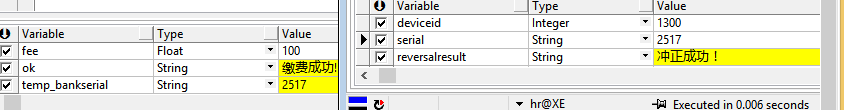 Variable Type Value
fee Float 100
ok String 缴费成功!
temp_bankserial String 2517
Variable Type Value
deviceid Integer 1300
serial String 2517
reversalresult String 冲正成功！
hr@XE Executed in 0.006 seconds